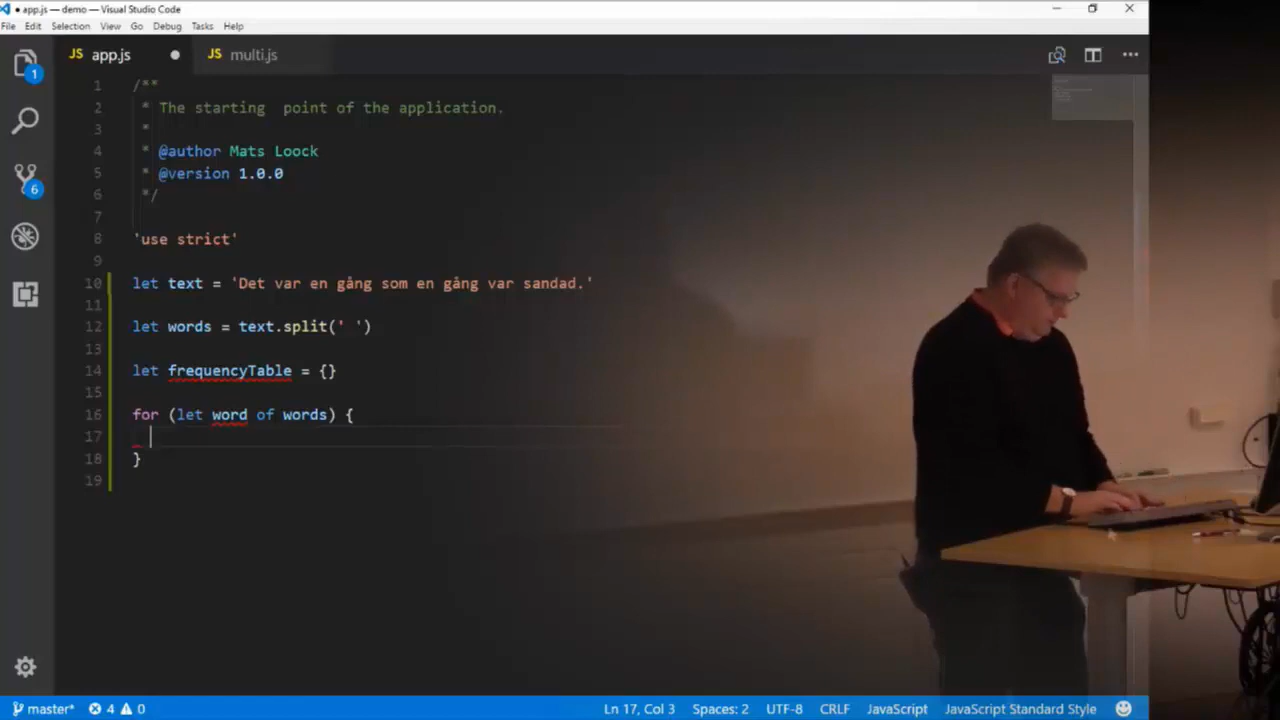 ● app.js — demo — Visual Studio Code
File Edit Selection View Go Debug Tasks Help
JS app.js ● JS multi.js
1
1 /**
2 * The starting  point of the application.
3 *
4 * @author Mats Loock
5 * @version 1.0.0
6 */
7
8 'use strict'
9
10 let text = 'Det var en gång som en gång var sandad.'
11
12 let words = text.split(' ')
13
14 let frequencyTable = {}
15
16 for (let word of words) {
17
18 }
19
6
master* 4 0 Ln 17, Col 3 Spaces: 2 UTF-8 CRLF JavaScript JavaScript Standard Style